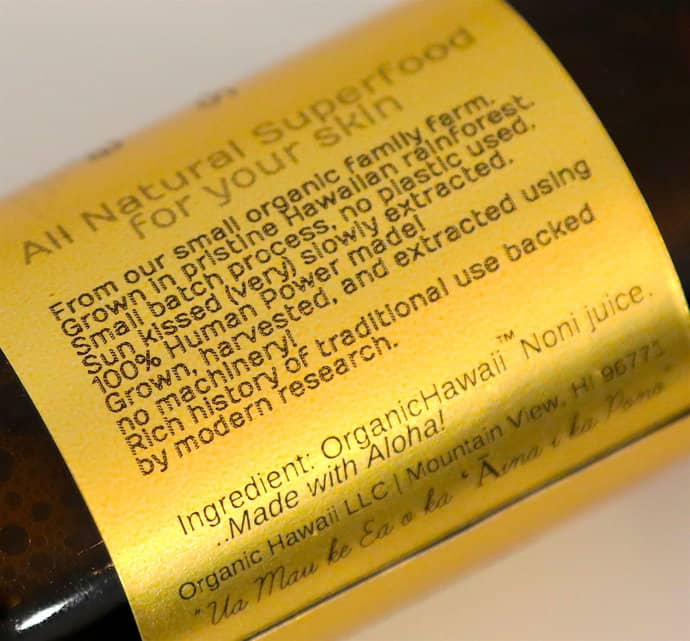 All Natural Superfood
for your skin
From our small organic family farm.
Grown in pristine Hawaiian rainforest.
Small batch process, no plastic used.
Sun kissed (very) slowly extracted.
100% Human power made!
Grown, harvested, and extracted using
no machinery!
Rich history of traditional use backed
by modern research.
Ingredient: OrganicHawaii™ Noni juice.
..Made with Aloha!
Organic Hawaii LLC | Mountain View, HI 96771
"Ua Mau ke Ea o ka ʻĀina i ka Pono"